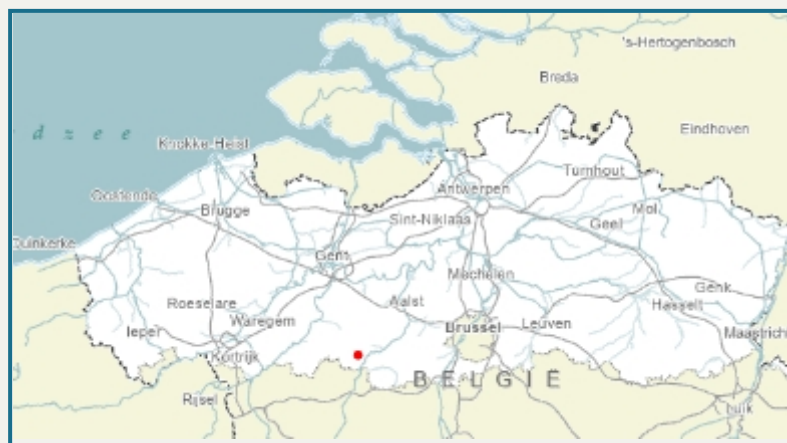 's-Hertogenbosch
Breda
d z e e
Eindhoven
Knokke-Heist
Turnhout
Antwerpen
Oostende
Mol
Brugge
Sint-Niklaas
Geel
Duinkerke
Gent
Mechelen
Genk
Roeselare
Aalst
Hasselt
Waregem
Brussel
Leuven
Ieper
Maastrich
Kortrijk
BELGIË
Rijsel
Luik